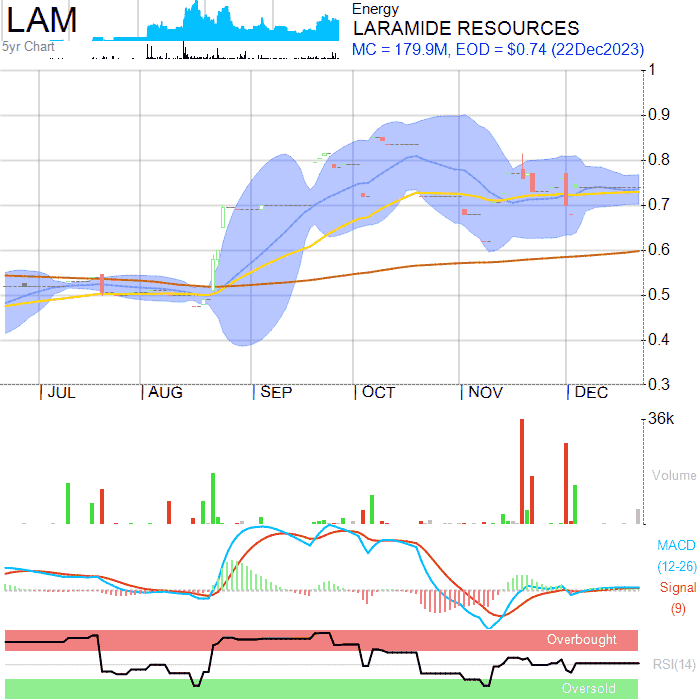 LAM
5yr Chart
Energy
LARAMIDE RESOURCES
MC = 179.9M, EOD = $0.74 (22Dec2023)
1
0.9
0.8
0.7
0.6
0.5
0.4
0.3
JUL AUG SEP OCT NOV DEC
36k
Volume
MACD
(12-26)
Signal
(9)
Overbought
RSI(14)
Oversold